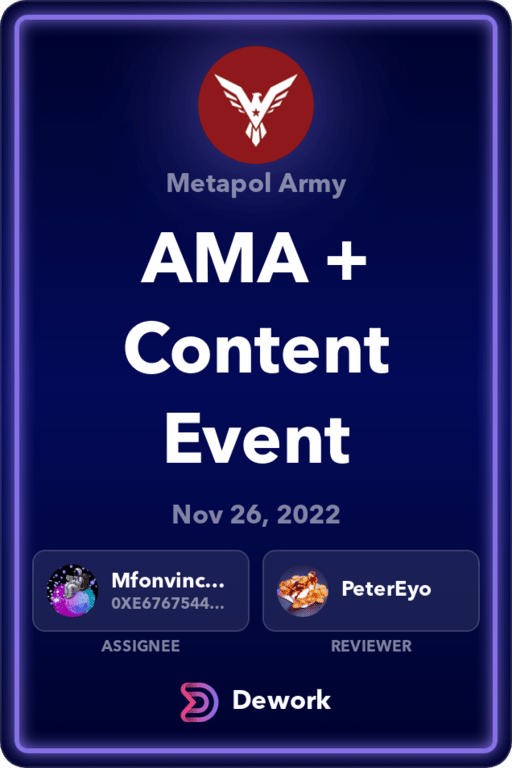 Metapol Army
AMA +
Content
Event
Nov 26, 2022
Mfonvinc...
0XE6767544...
ASSIGNEE
PeterEyo
REVIEWER
Dework